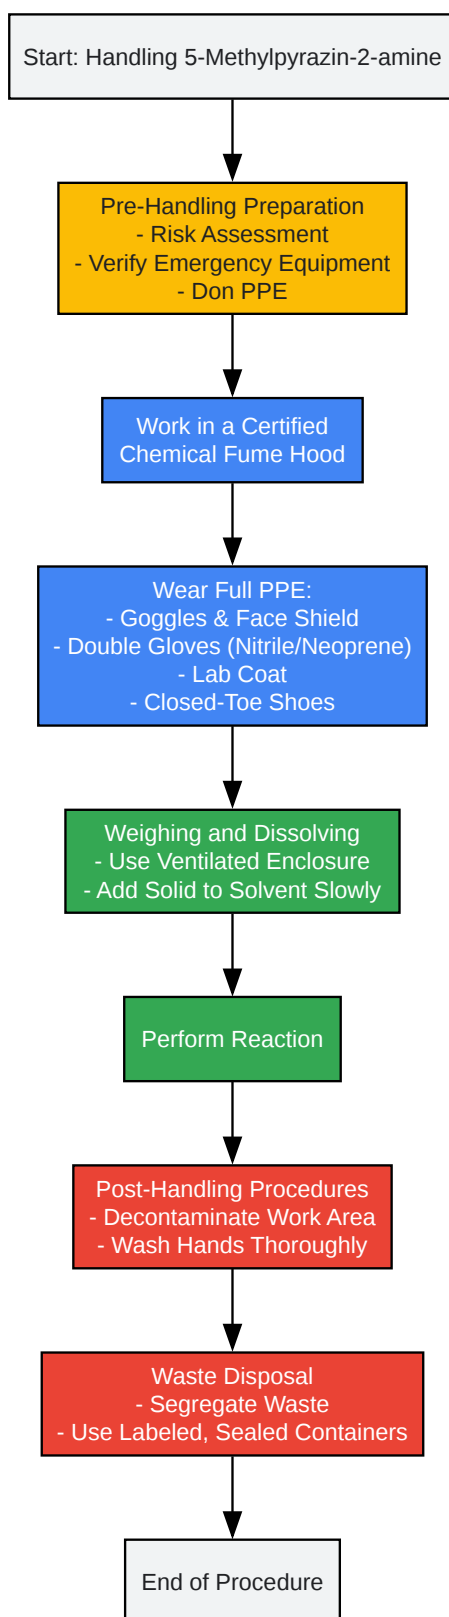 Start: Handling 5-Methylpyrazin-2-amine
Pre-Handling Preparation
- Risk Assessment
- Verify Emergency Equipment
- Don PPE
Work in a Certified
Chemical Fume Hood
Wear Full PPE:
- Goggles & Face Shield
- Double Gloves (Nitrile/Neoprene)
- Lab Coat
- Closed-Toe Shoes
Weighing and Dissolving
- Use Ventilated Enclosure
- Add Solid to Solvent Slowly
Perform Reaction
Post-Handling Procedures
- Decontaminate Work Area
- Wash Hands Thoroughly
Waste Disposal
- Segregate Waste
- Use Labeled, Sealed Containers
End of Procedure